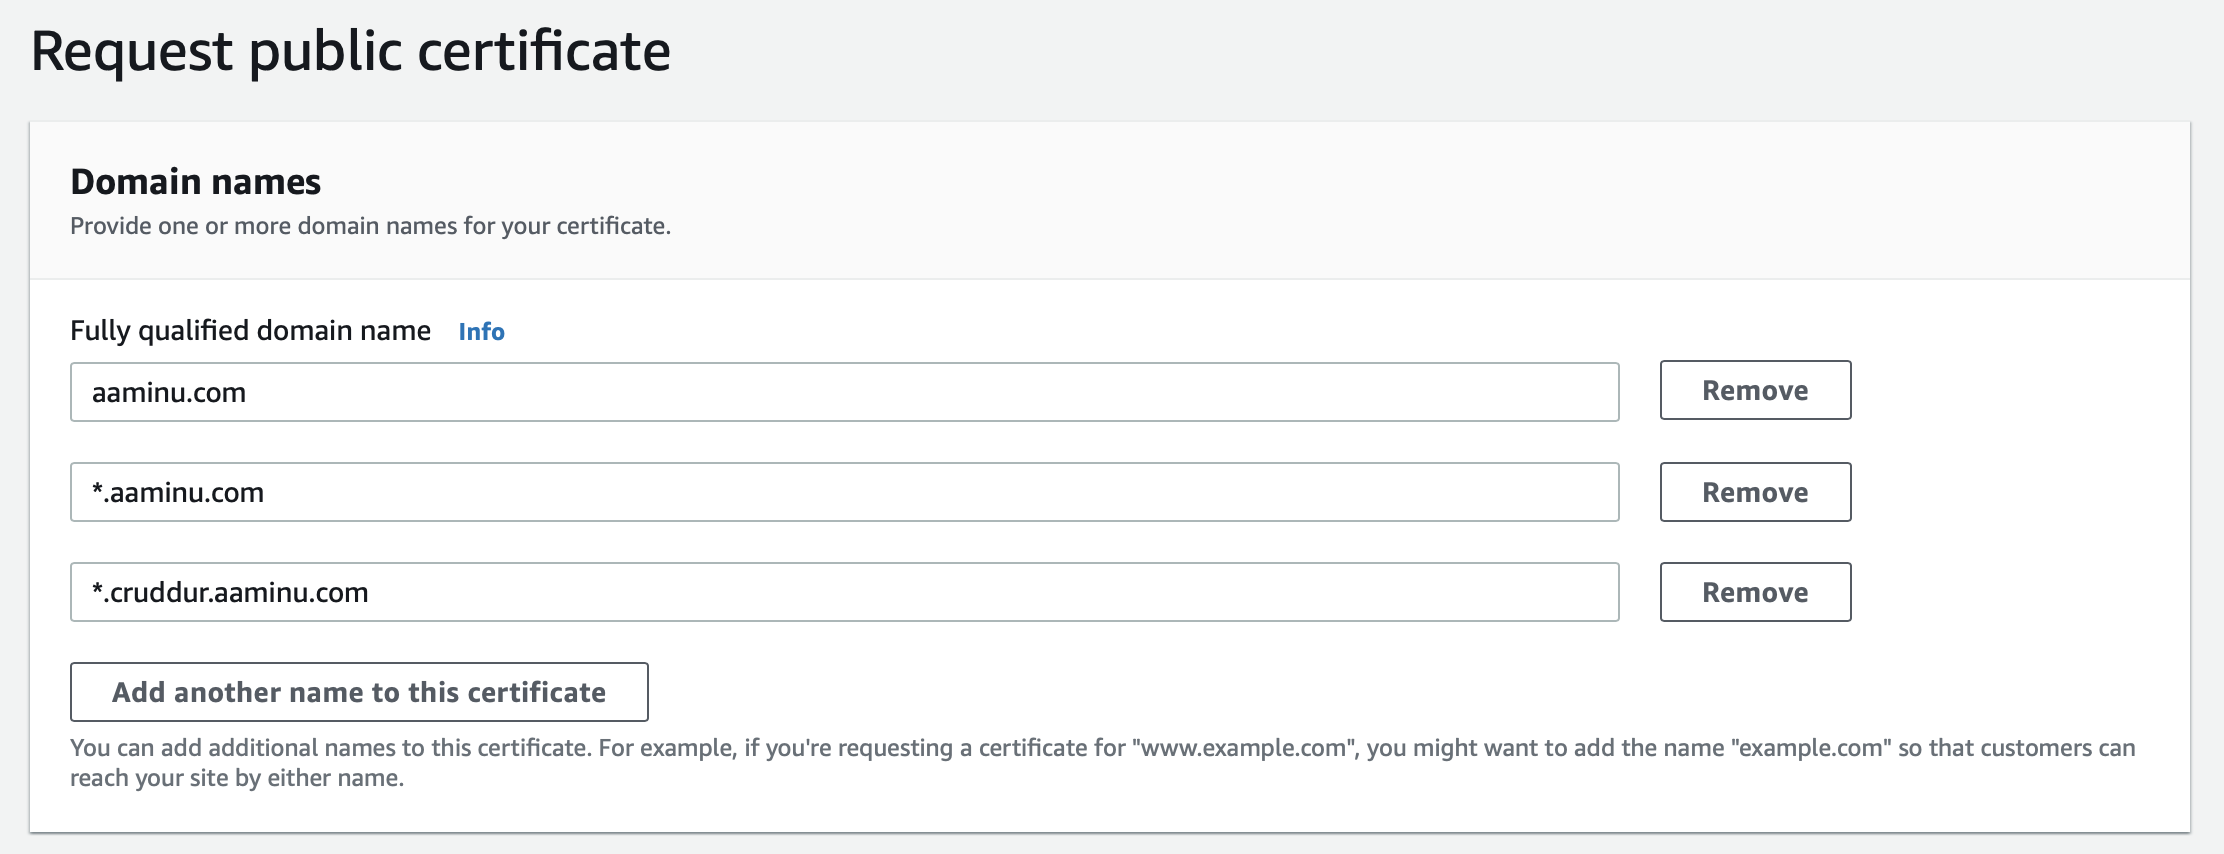 Request public certificate
Domain names
Provide one or more domain names for your certificate.
Fully qualified domain name Info
aaminu.com Remove
*.aaminu.com Remove
*.cruddur.aaminu.com Remove
Add another name to this certificate
You can add additional names to this certificate. For example, if you're requesting a certificate for "www.example.com", you might want to add the name "example.com" so that customers can
reach your site by either name.